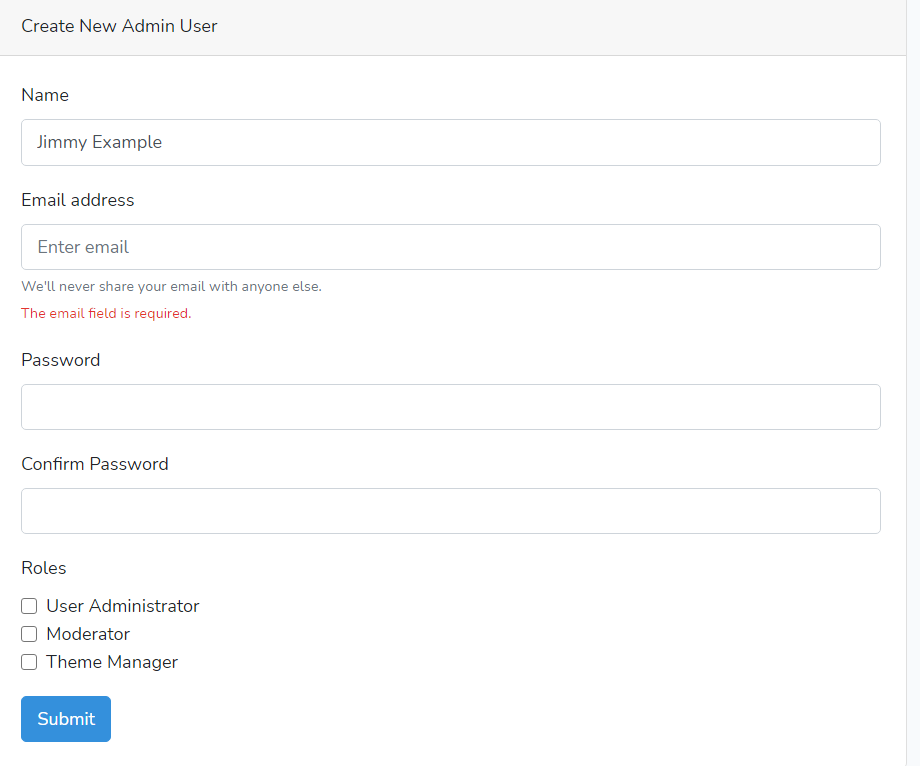 Create New Admin User
Name
Jimmy Example
Email address
Enter email
We'll never share your email with anyone else.
The email field is required.
Password
Confirm Password
Roles
User Administrator
Moderator
Theme Manager
Submit